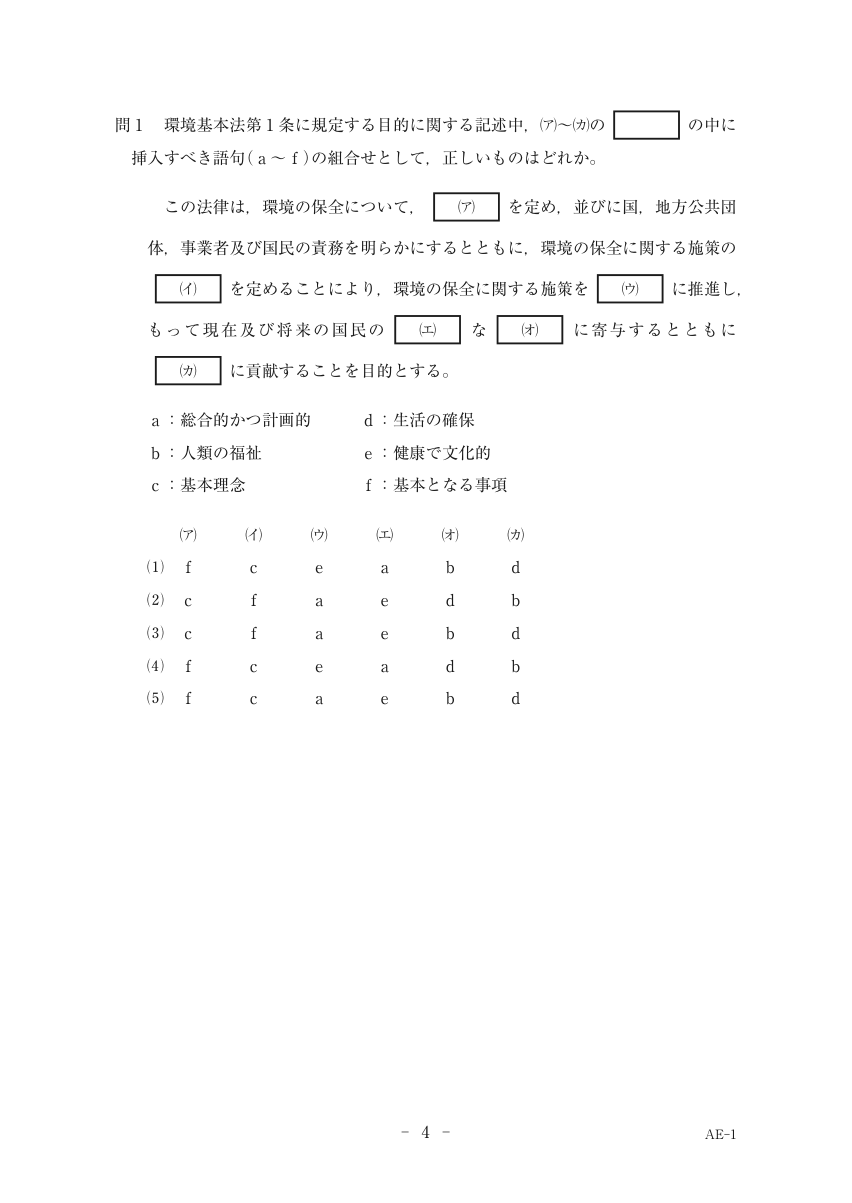 問1 環境基本法第1条に規定する目的に関する記述中，㋐～㋕の　　　の中に
挿入すべき語句(a～f)の組合せとして，正しいものはどれか。
この法律は，環境の保全について，(ア)を定め，並びに国，地方公共団
体，事業者及び国民の責務を明らかにするとともに，環境の保全に関する施策の
(イ)を定めることにより，環境の保全に関する施策を(ウ)に推進し，
もって現在及び将来の国民の(エ)な(オ)に寄与するとともに
(カ)に貢献することを目的とする。
a：総合的かつ計画的 d：生活の確保
b：人類の福祉 e：健康で文化的
c：基本理念 f：基本となる事項
(ア) (イ) (ウ) (エ) (オ) (カ)
(1) f c e a b d
(2) c f a e d b
(3) c f a e b d
(4) f c e a d b
(5) f c a e b d
- 4 -
AE-1